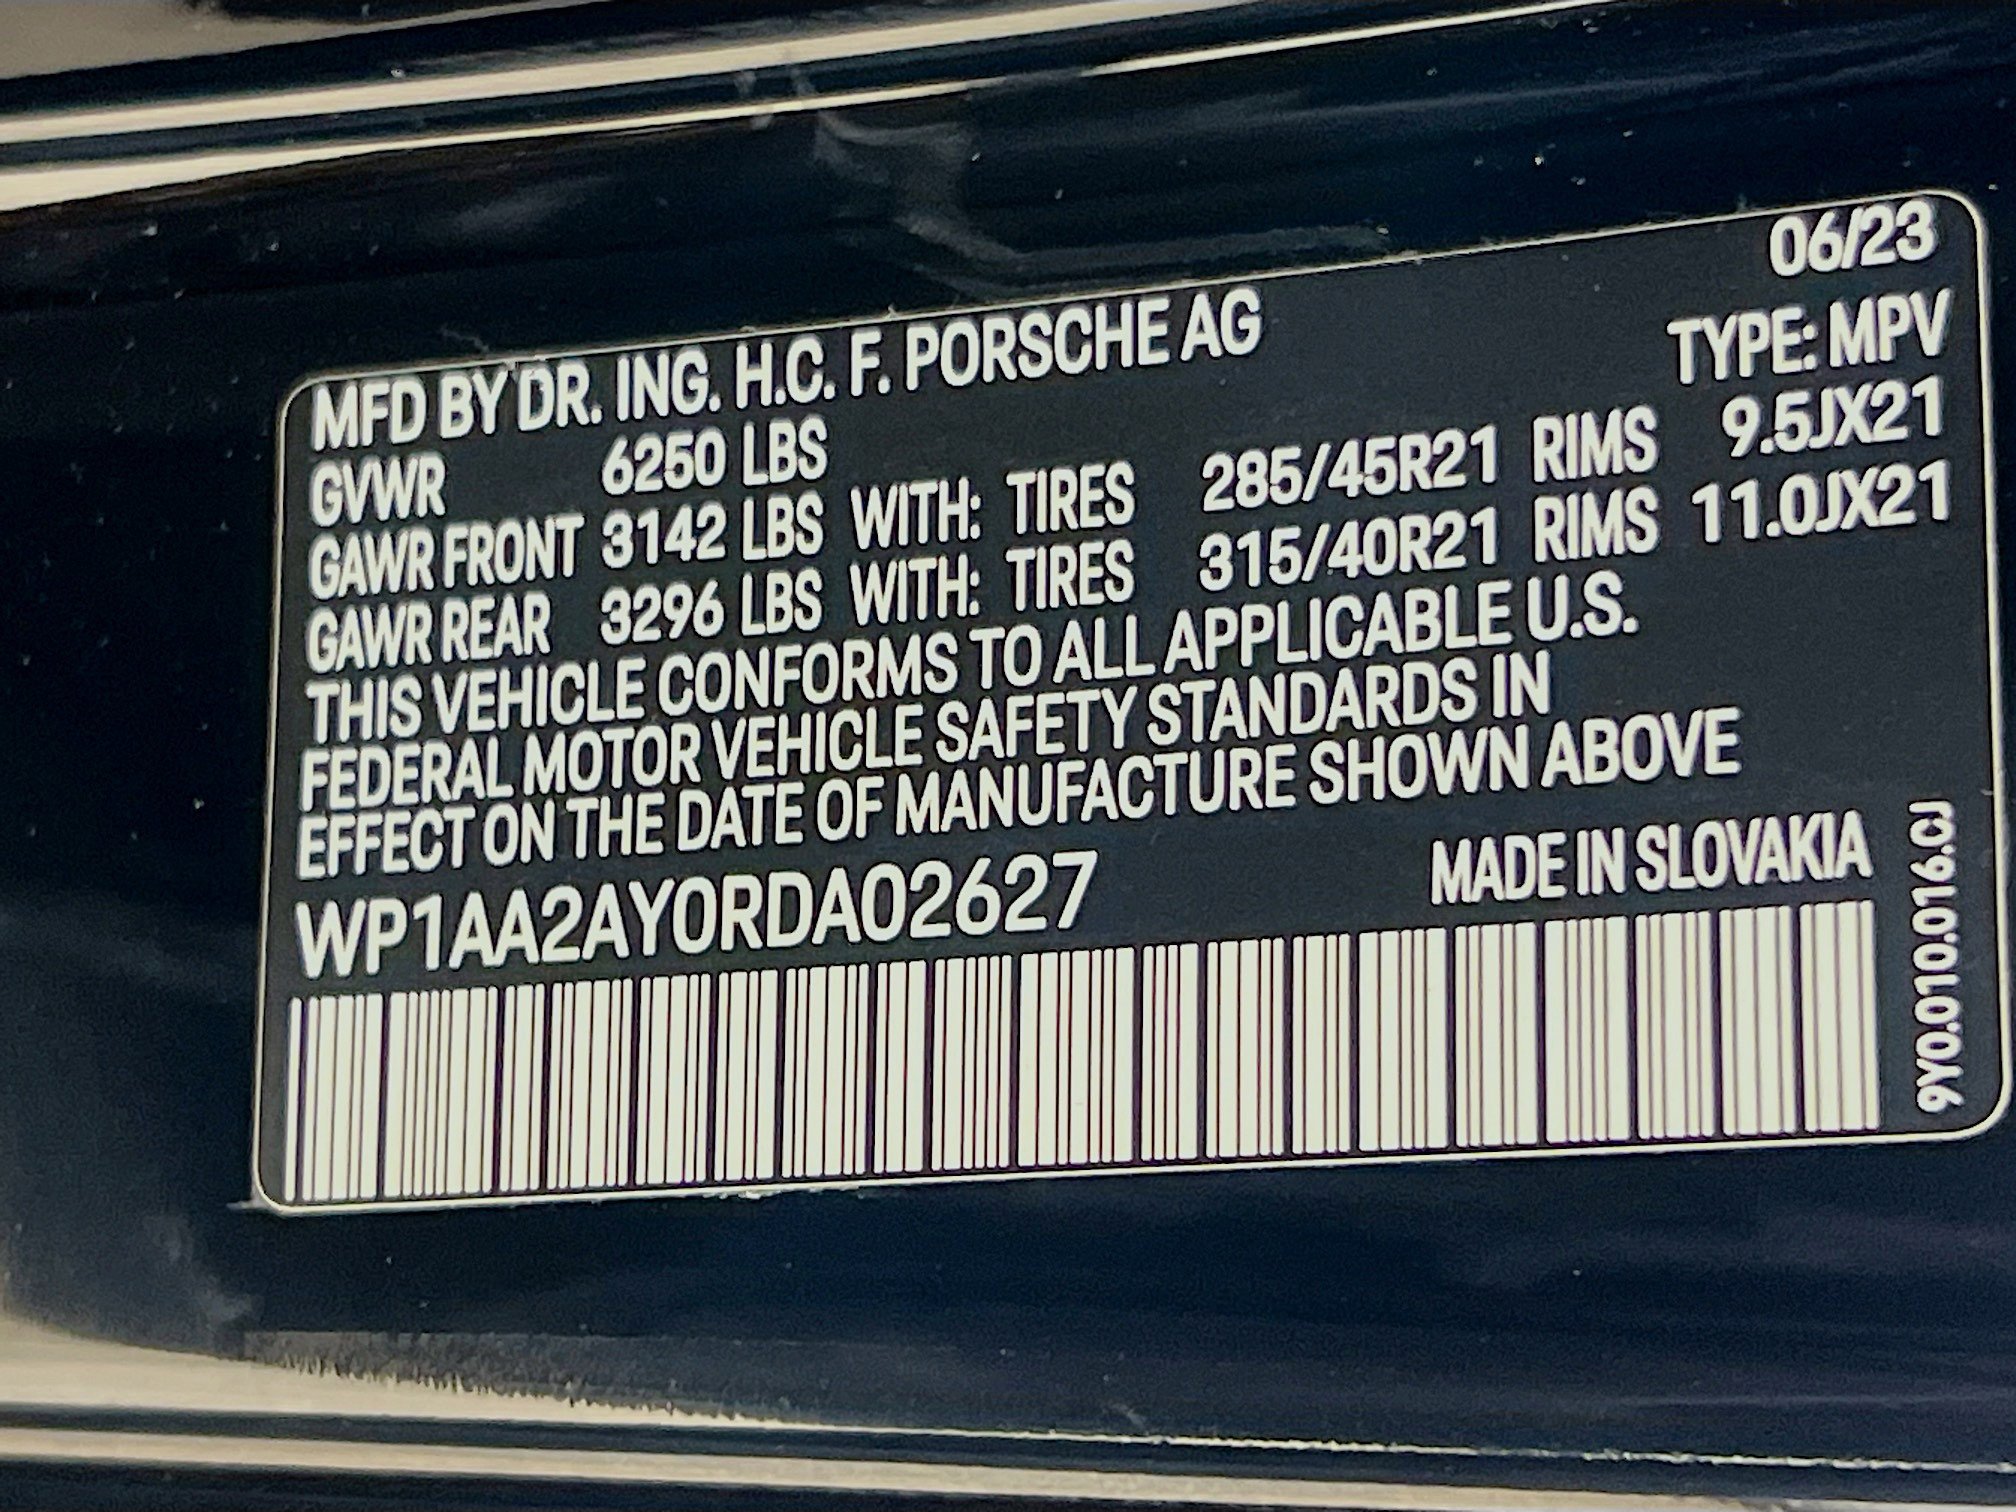 06/23
MFD BY DR. ING. H.C. F. PORSCHE AG TYPE: MPV
GVWR 6250 LBS
GAWR FRONT 3142 LBS WITH: TIRES 285/45R21 RIMS 9.5JX21
GAWR REAR 3296 LBS WITH: TIRES 315/40R21 RIMS 11.0JX21
THIS VEHICLE CONFORMS TO ALL APPLICABLE U.S.
FEDERAL MOTOR VEHICLE SAFETY STANDARDS IN
EFFECT ON THE DATE OF MANUFACTURE SHOWN ABOVE
WP1AA2AY0RDA02627 MADE IN SLOVAKIA
9Y0.010.016.CJ